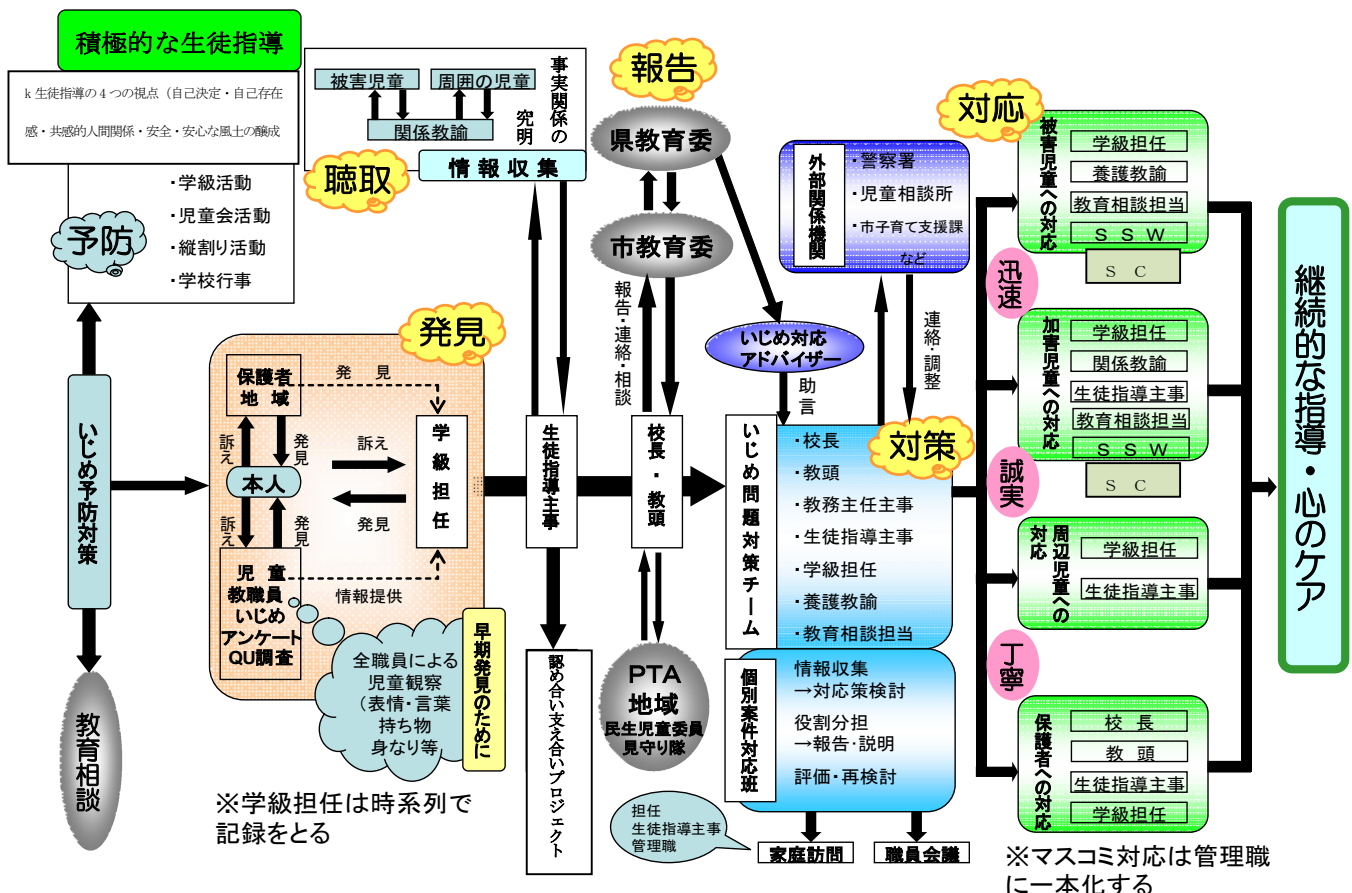 積極的な生徒指導
k 生徒指導の４つの視点（自己決定・自己存在
感・共感的人間関係・安全・安心な風土の醸成
・学級活動
・児童会活動
・縦割り活動
・学校行事
予防
いじめ予防対策
教育相談
被害児童
周囲の児童
関係教諭
事実関係の
究明
聴取
情報収集
発見
保護者
地域
発見
訴え
発見
本人
訴え
発見
訴え
発見
学級担任
児童
教職員
いじめ
アンケート
QU調査
情報提供
全職員による
児童観察
（表情・言葉
持ち物
身なり等
早期発見のために
※学級担任は時系列で
記録をとる
生徒指導主事
認め合い支え合いプロジェクト
報告
県教育委
市教育委
報告・連絡・相談
校長・教頭
PTA
地域
民生児童委員
見守り隊
外部関係機関
・警察署
・児童相談所
・市子育て支援課
など
いじめ対応
アドバイザー
助言
連絡・調整
対策
いじめ問題対策チーム
・校長
・教頭
・教務主任主事
・生徒指導主事
・学級担任
・養護教諭
・教育相談担当
個別案件対応班
情報収集
→対応策検討
役割分担
→報告・説明
評価・再検討
担任
生徒指導主事
管理職
家庭訪問
職員会議
対応
被害児童への対応
学級担任
養護教諭
教育相談担当
ＳＳＷ
ＳＣ
迅速
加害児童への対応
学級担任
関係教諭
生徒指導主事
教育相談担当
ＳＳＷ
ＳＣ
誠実
周辺児童への
対応
学級担任
生徒指導主事
丁寧
保護者への対応
校長
教頭
生徒指導主事
学級担任
※マスコミ対応は管理職
に一本化する
継続的な指導・心のケア